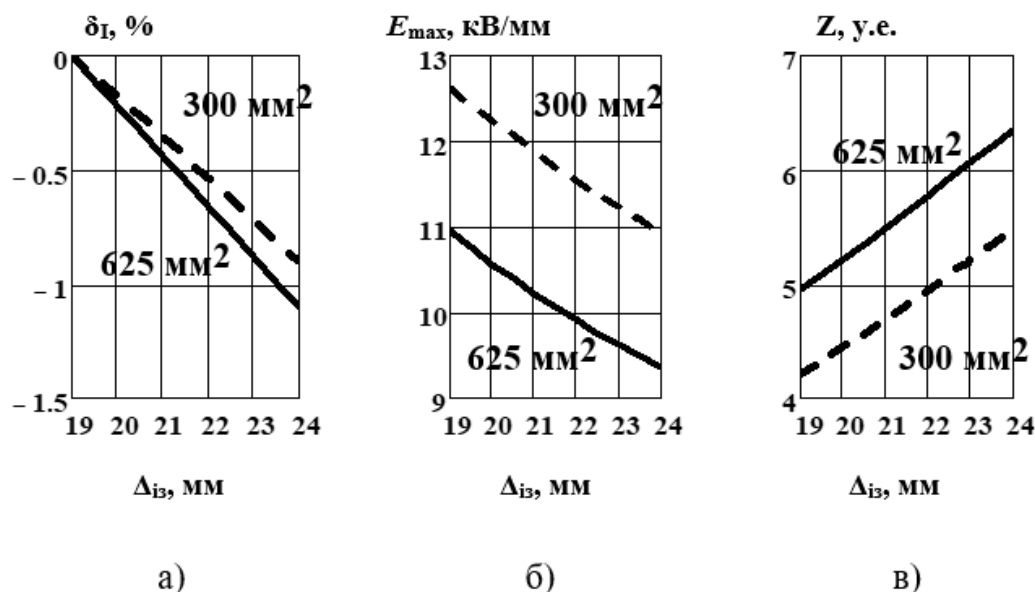 δI, %
0
– 0.5
– 1
– 1.5
300 мм2
625 мм2
19 20 21 22 23 24
Δіз, мм
а)
Emax, кВ/мм
13
12
11
10
9
300 мм2
625 мм2
19 20 21 22 23 24
Δіз, мм
б)
Z, у.е.
7
6
5
4
625 мм2
300 мм2
19 20 21 22 23 24
Δіз, мм
в)